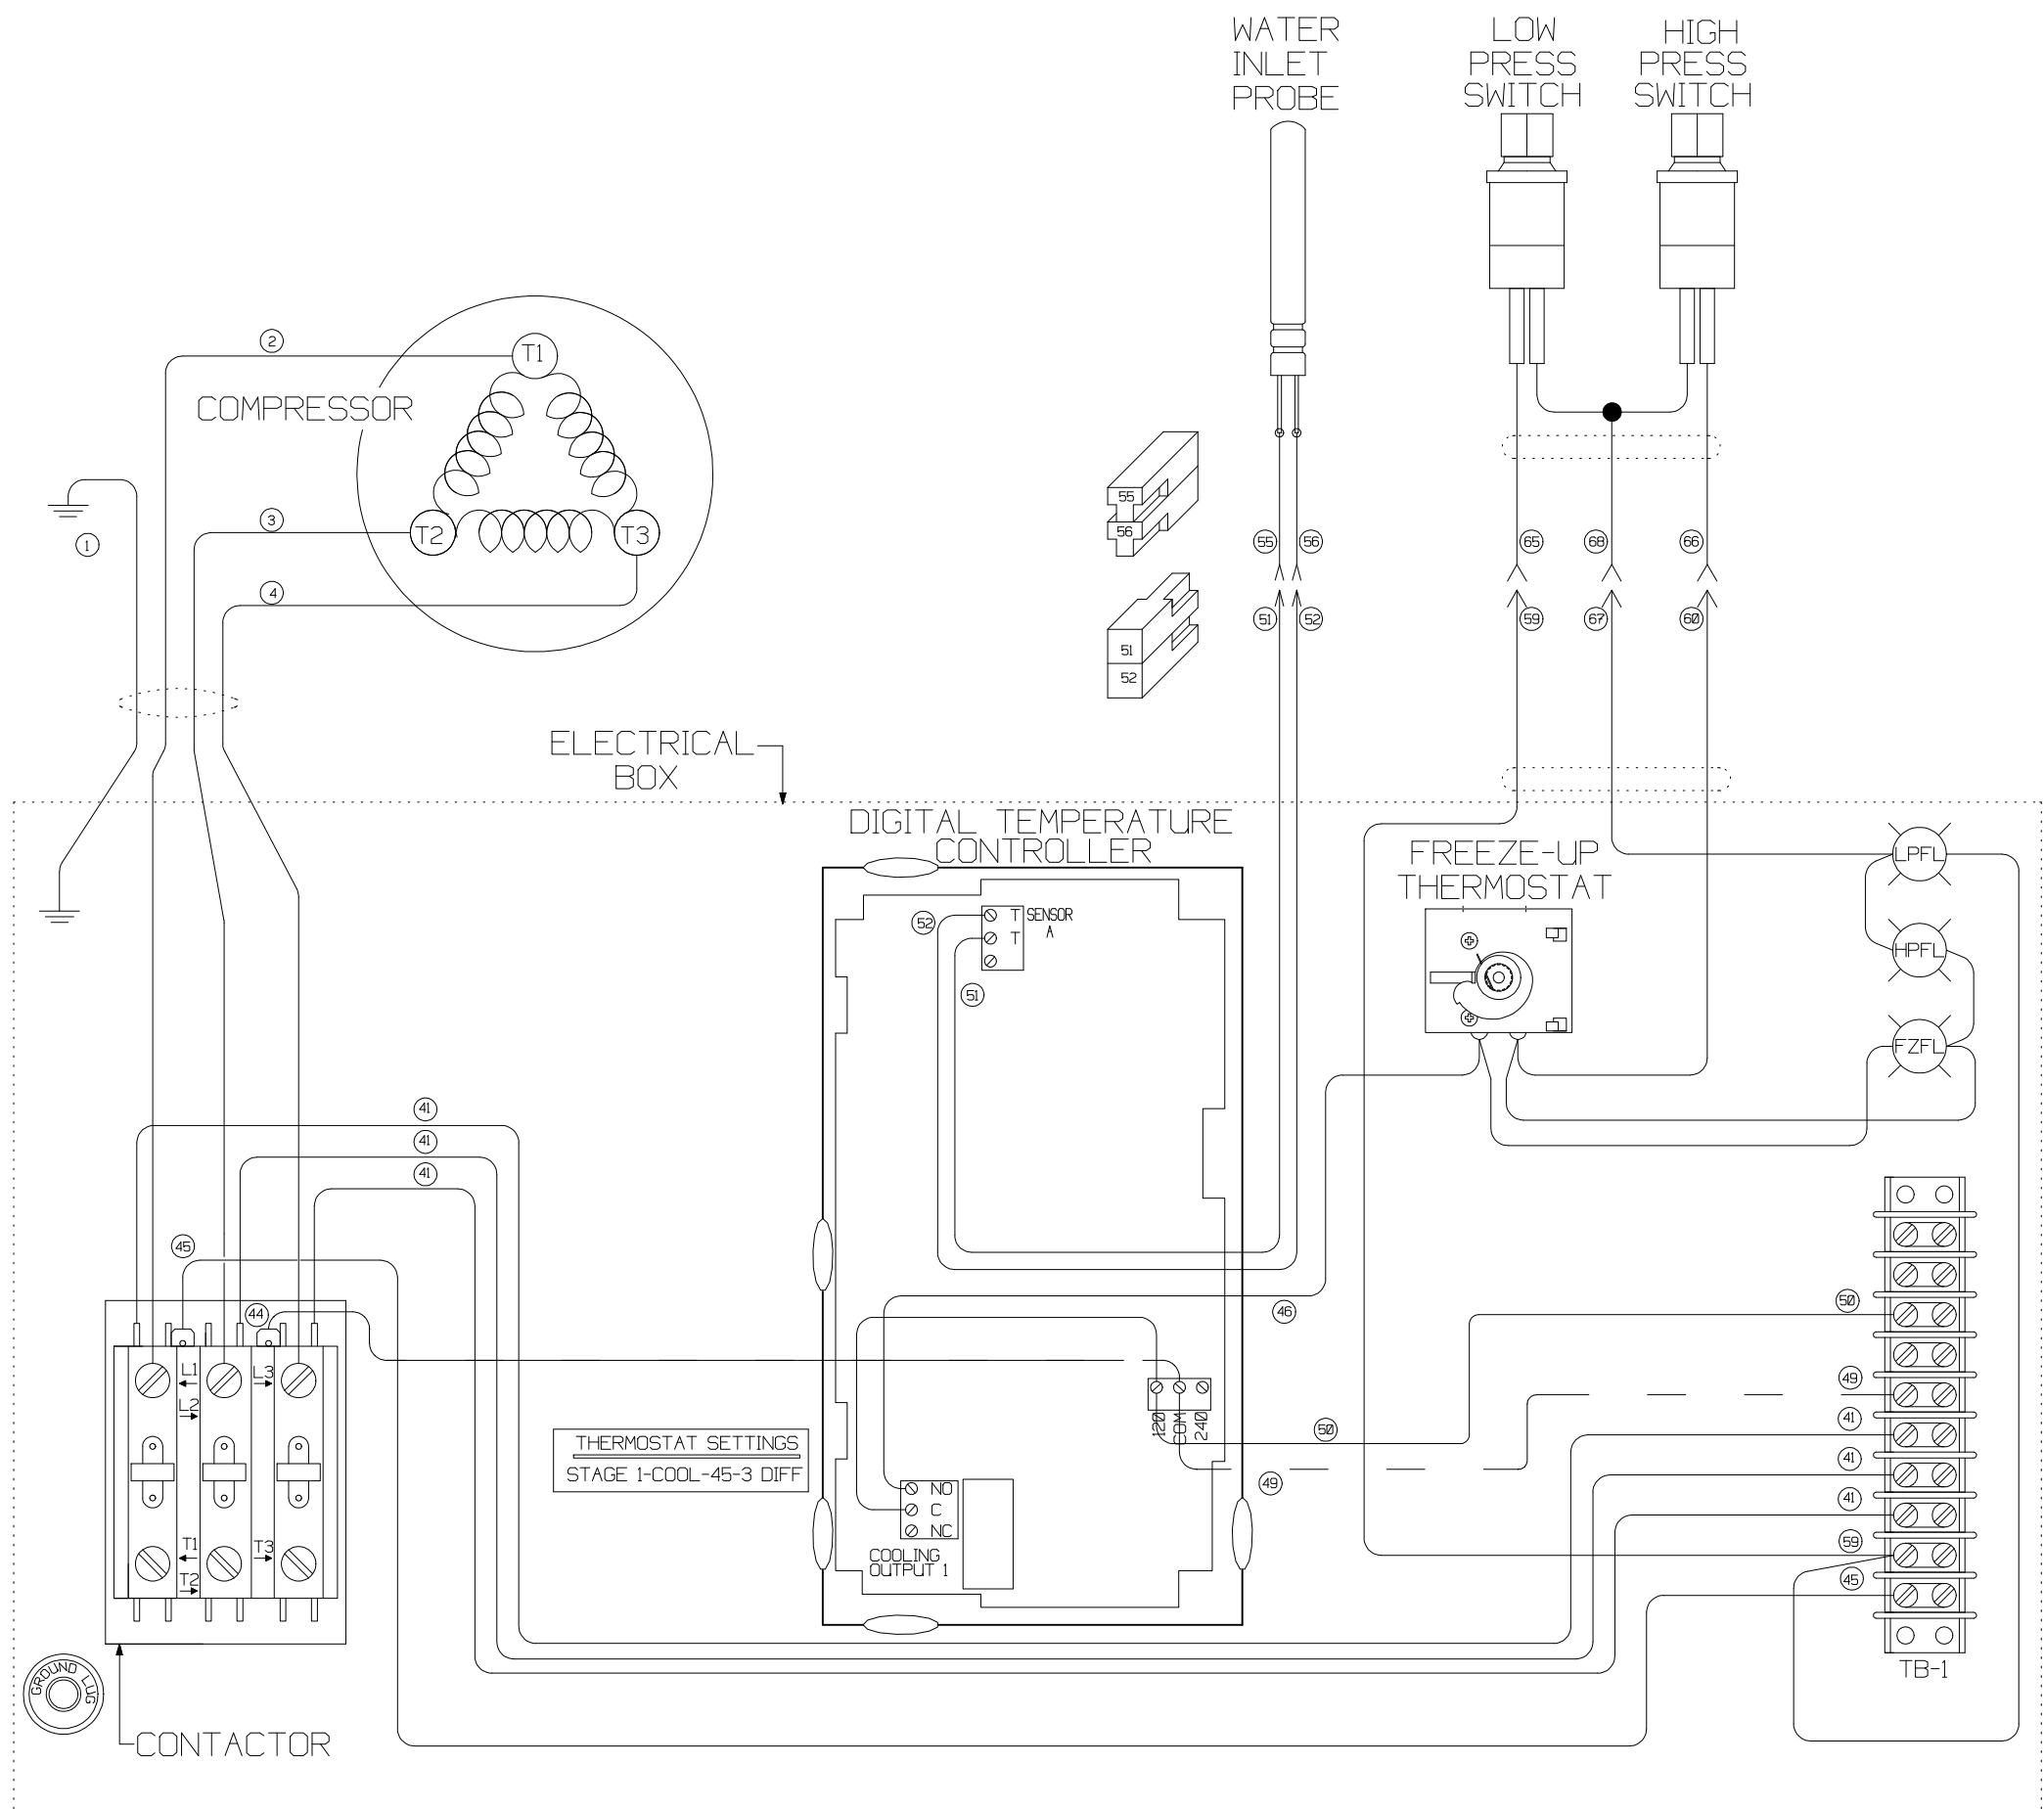 WATER
INLET
PROBE
LOW
PRESS
SWITCH
HIGH
PRESS
SWITCH
2
T1
COMPRESSOR
55
56
3
T2
T3
1
4
55
56
65
68
66
51
52
59
67
60
51
52
ELECTRICAL
BOX
DIGITAL TEMPERATURE
CONTROLLER
FREEZE-UP
THERMOSTAT
LPFL
HPFL
FZFL
52
T SENSOR
T A
51
41
41
41
45
44
46
50
49
41
41
41
59
45
L1
L2
L3
120
COM
240
50
49
THERMOSTAT SETTINGS
STAGE 1-COOL-45-3 DIFF
NO
C
NC
COOLING
OUTPUT 1
T1
T2
T3
TB-1
GROUND LUG
CONTACTOR